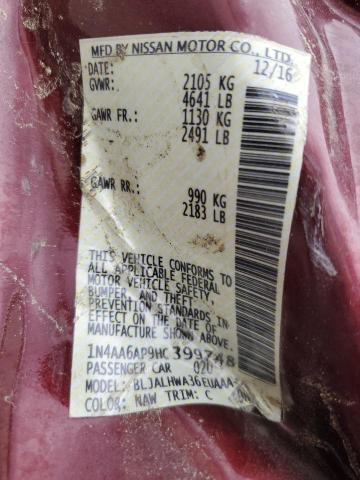 MFD BY NISSAN MOTOR CO., LTD.
DATE: 12/16
GVWR: 2105 KG
4641 LB
GAWR FR.: 1130 KG
2491 LB
GAWR RR.: 990 KG
2183 LB
THIS VEHICLE CONFORMS TO
ALL APPLICABLE FEDERAL
MOTOR VEHICLE SAFETY,
BUMPER, AND THEFT
PREVENTION STANDARDS IN
EFFECT ON THE DATE OF
MANUFACTURE SHOWN ABOVE.
1N4AA6AP9HC399748
PASSENGER CAR 020
MODEL: BLJALHWA36EUAAA
COLOR: NAW TRIM: C